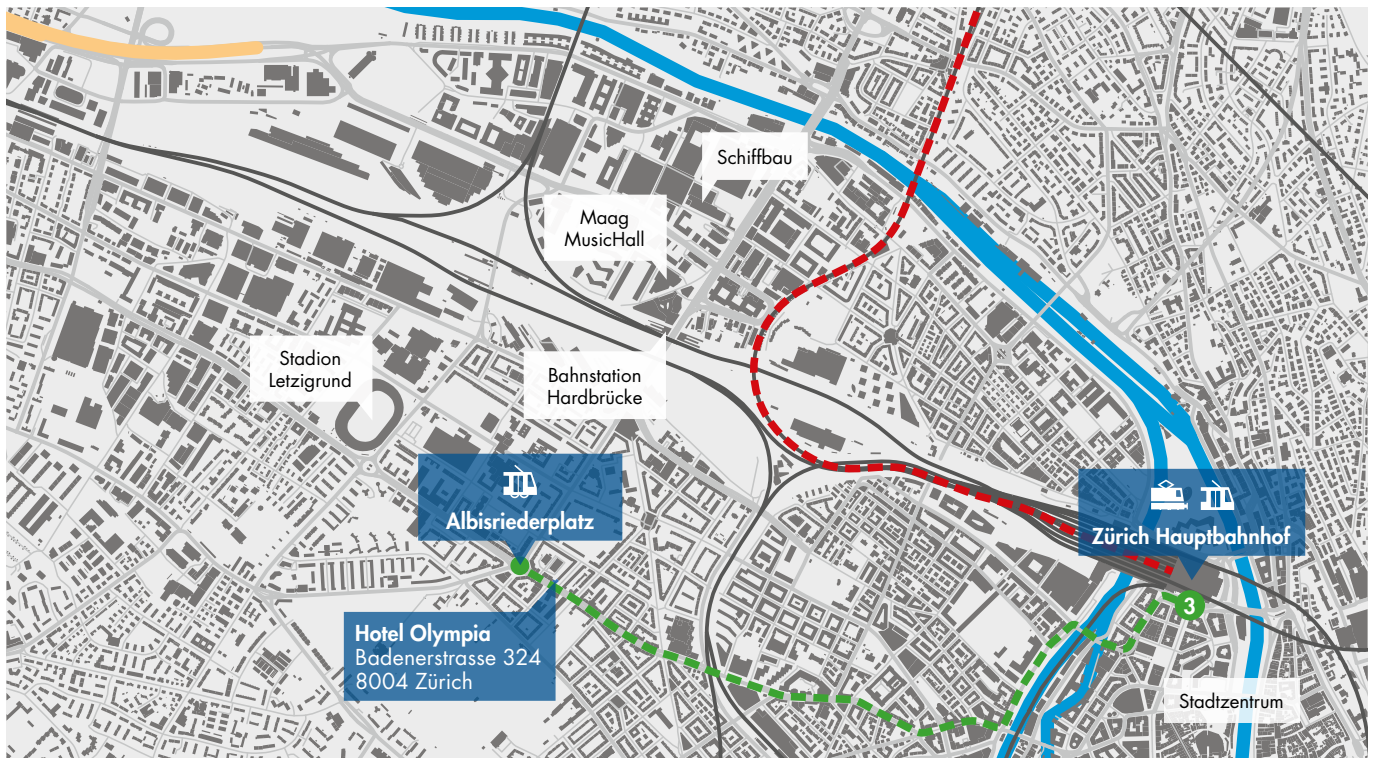 Schiffbau
Maag
MusicHall
Stadion
Letzigrund
Bahnstation
Hardbrücke
Albisriederplatz
Zürich Hauptbahnhof
3
Hotel Olympia
Badenerstrasse 324
8004 Zürich
Stadtzentrum